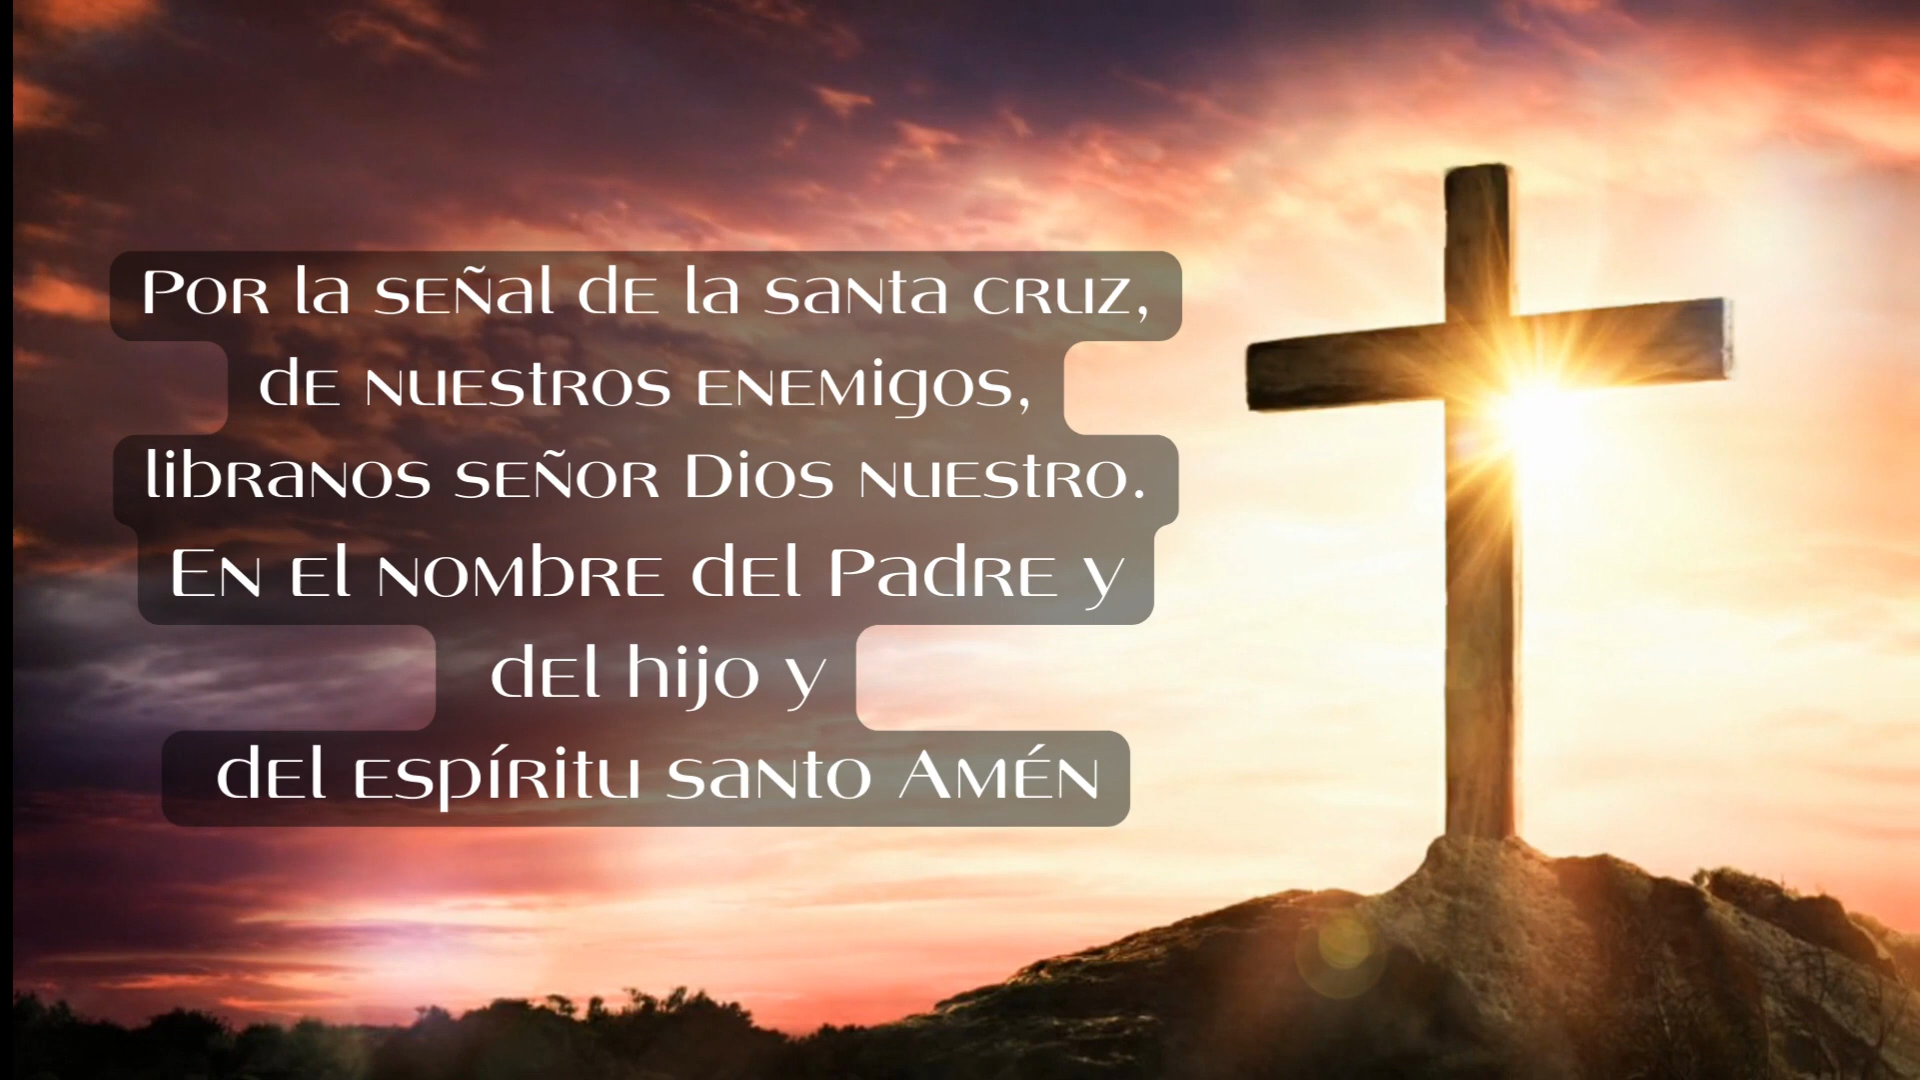 Por la señal de la santa cruz,
de nuestros enemigos,
libranos señor Dios nuestro.
En el nombre del Padre y
del hijo y
del espíritu santo Amén